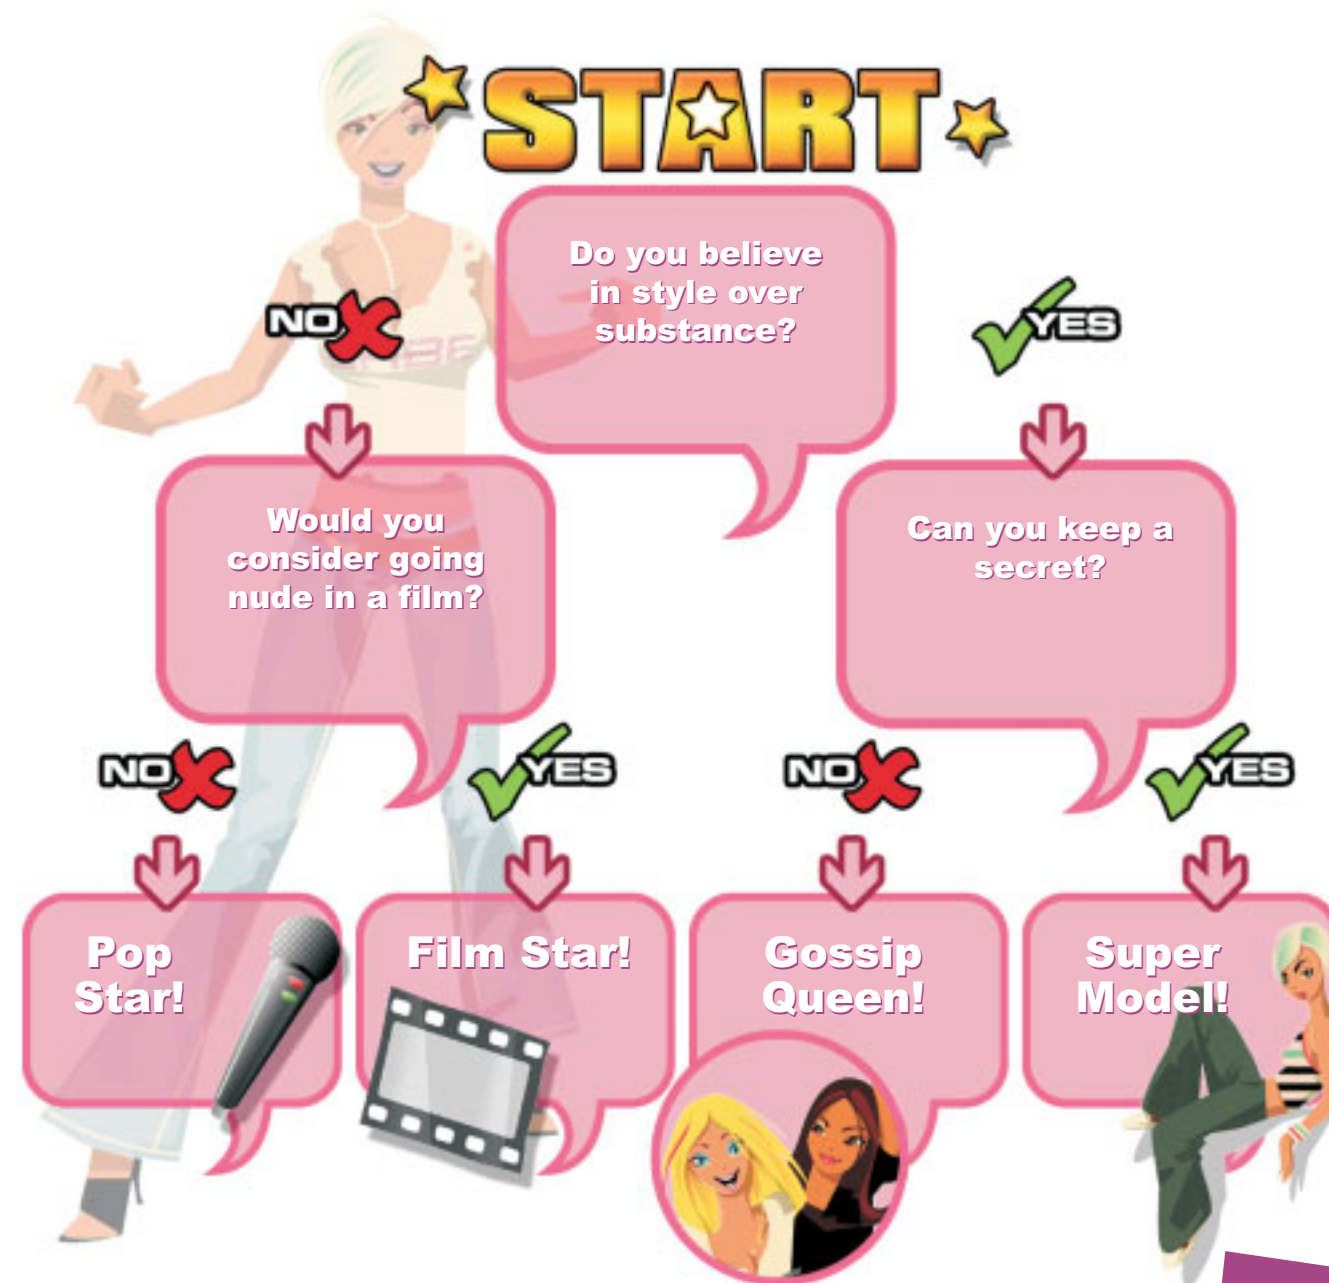 START
Do you believe
in style over
substance?
NO
YES
Would you
consider going
nude in a film?
Can you keep a
secret?
NO
YES
NO
YES
Pop
Star!
Film Star!
Gossip
Queen!
Super
Model!